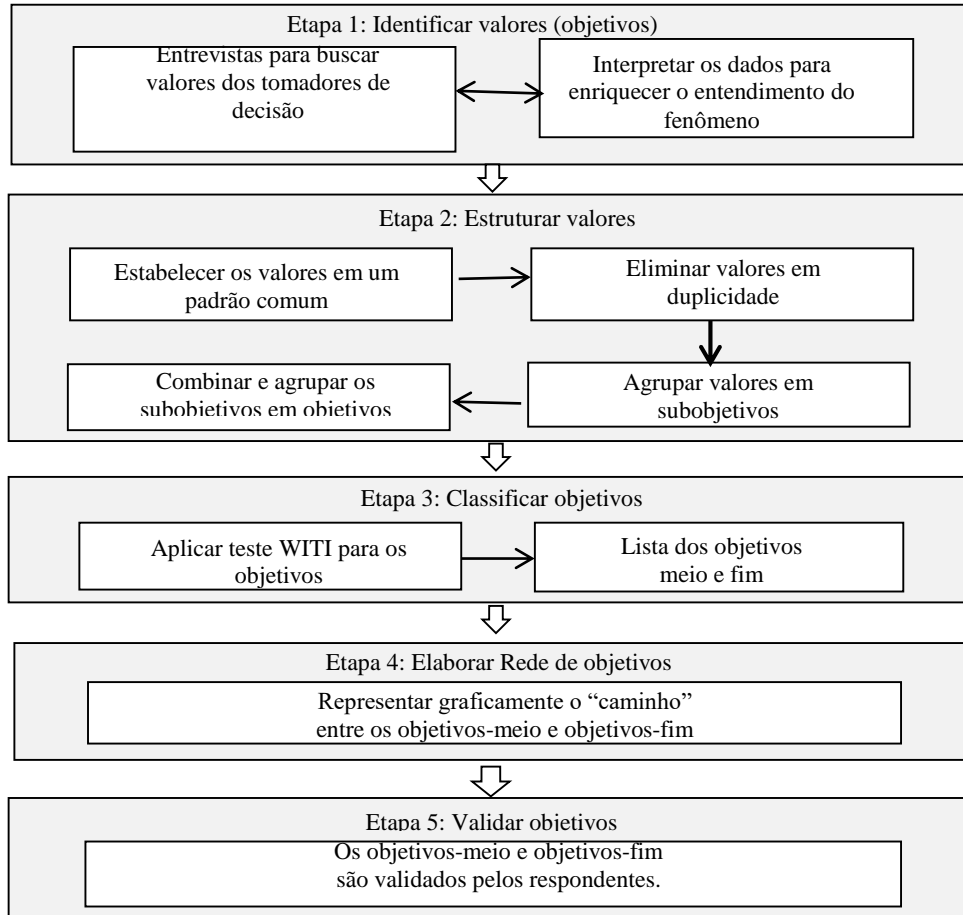 Etapa 1: Identificar valores (objetivos)
Entrevistas para buscar
valores dos tomadores de
decisão
Interpretar os dados para
enriquecer o entendimento do
fenômeno
Etapa 2: Estruturar valores
Estabelecer os valores em um
padrão comum
Eliminar valores em
duplicidade
Combinar e agrupar os
subobjetivos em objetivos
Agrupar valores em
subobjetivos
Etapa 3: Classificar objetivos
Aplicar teste WITI para os
objetivos
Lista dos objetivos
meio e fim
Etapa 4: Elaborar Rede de objetivos
Representar graficamente o “caminho”
entre os objetivos-meio e objetivos-fim
Etapa 5: Validar objetivos
Os objetivos-meio e objetivos-fim
são validados pelos respondentes.